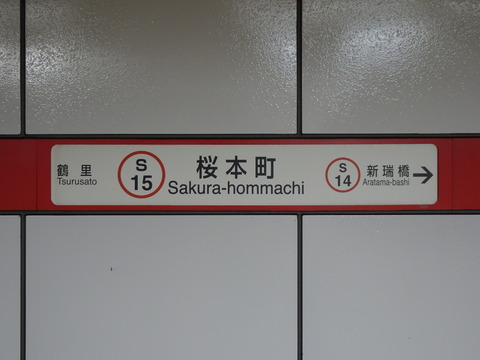 鶴里
Tsurusato
S
15
桜本町
Sakura-hommachi
S
14
新瑞橋
Aratama-bashi